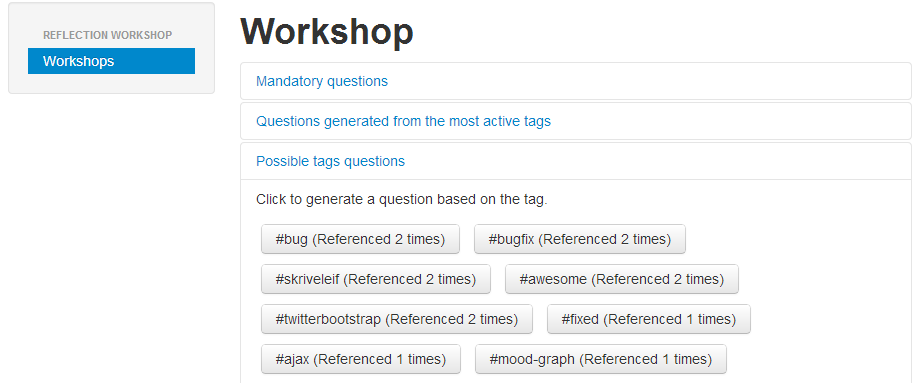 REFLECTION WORKSHOP
Workshops
Workshop
Mandatory questions
Questions generated from the most active tags
Possible tags questions
Click to generate a question based on the tag.
#bug (Referenced 2 times) #bugfix (Referenced 2 times)
#skriveleif (Referenced 2 times) #awesome (Referenced 2 times)
#twitterbootstrap (Referenced 2 times) #fixed (Referenced 1 times)
#ajax (Referenced 1 times) #mood-graph (Referenced 1 times)